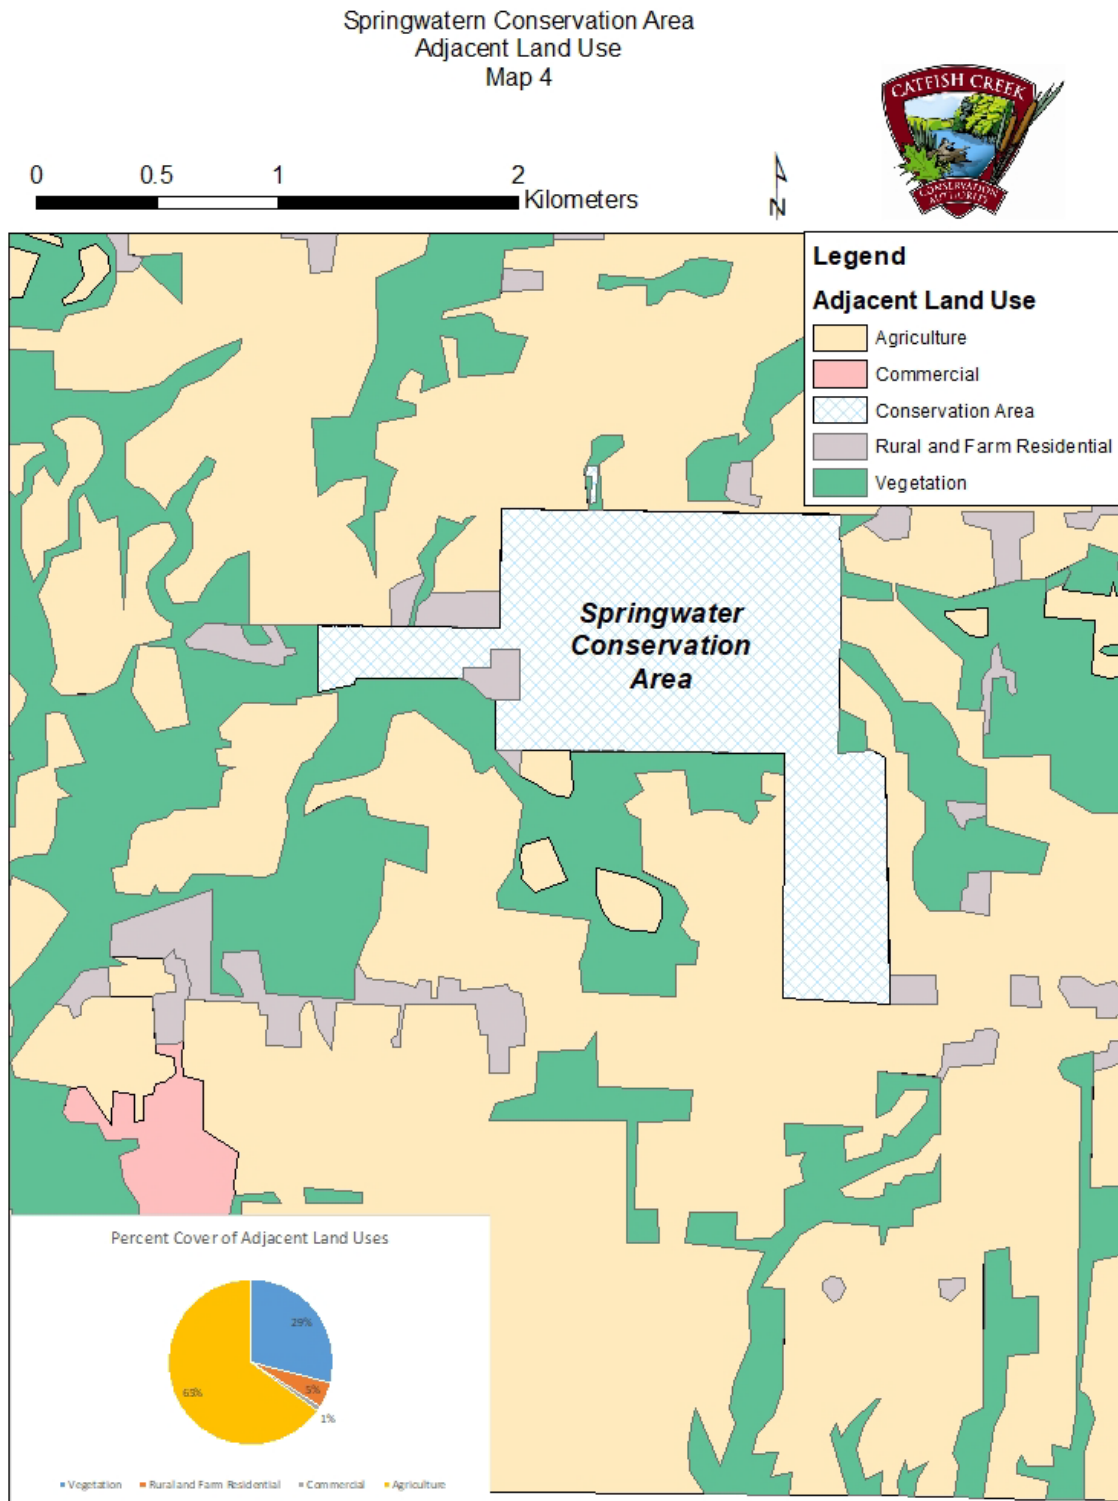 Springwatern Conservation Area
Adjacent Land Use
Map 4
CATFISH CREEK
CONSERVATION
AUTHORITY
0 0.5 1 2
Kilometers
N
Legend
Adjacent Land Use
Agriculture
Commercial
Conservation Area
Rural and Farm Residential
Vegetation
Springwater
Conservation
Area
Percent Cover of Adjacent Land Uses
29%
5%
1%
65%
Vegetation Rural and Farm Residential Commercial Agriculture